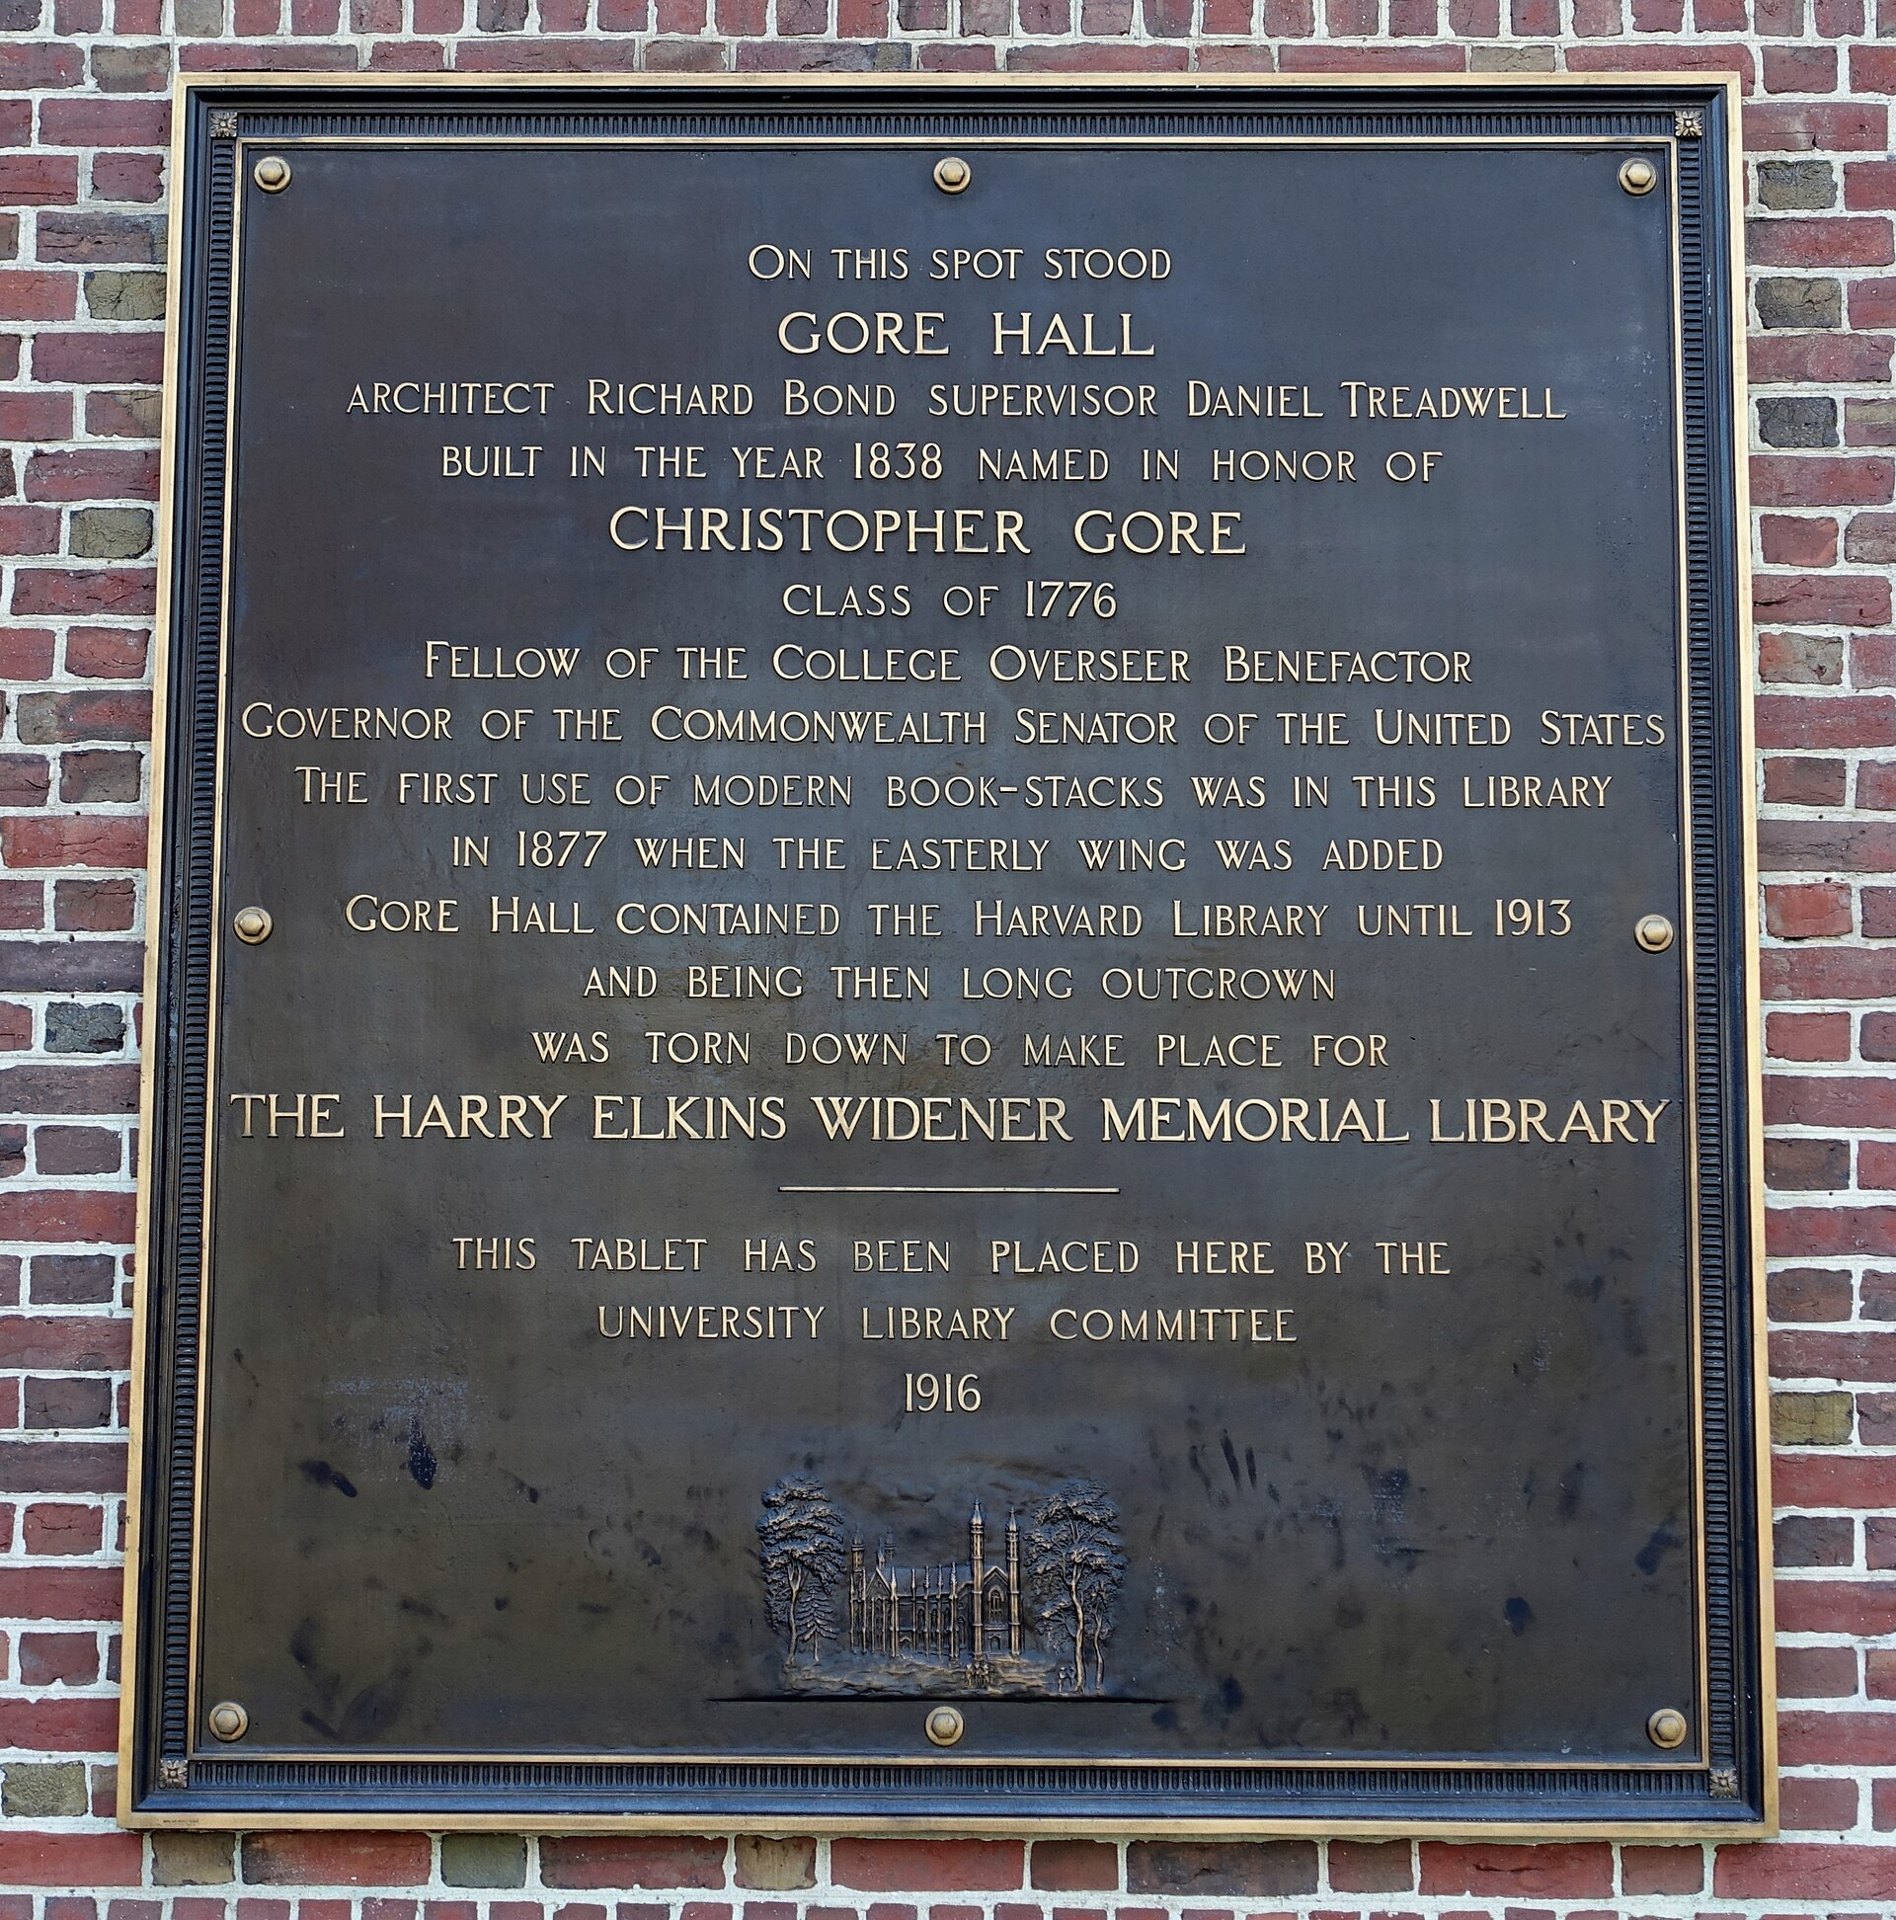 On this spot stood
GORE HALL
architect Richard Bond supervisor Daniel Treadwell
built in the year 1838 named in honor of
CHRISTOPHER GORE
class of 1776
Fellow of the College Overseer Benefactor
Governor of the Commonwealth Senator of the United States
The first use of modern book-stacks was in this library
in 1877 when the easterly wing was added
Gore Hall contained the Harvard Library until 1913
and being then long outgrown
was torn down to make place for
THE HARRY ELKINS WIDENER MEMORIAL LIBRARY
this tablet has been placed here by the
university library committee
1916